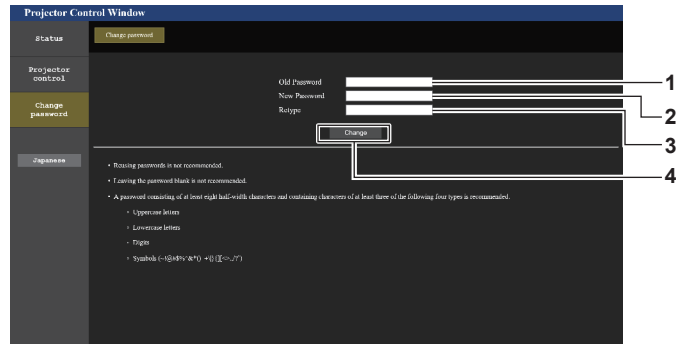 Projector Control Window
Status
Change password
Projector
control
Change
password
Japanese
Old Password
New Password
Retype
Change
1
2
3
4
• Reusing passwords is not recommended.
• Leaving the password blank is not recommended.
• A password consisting of at least eight half-width characters and containing characters of at least three of the following four types is recommended.
◦ Uppercase letters
◦ Lowercase letters
◦ Digits
◦ Symbols